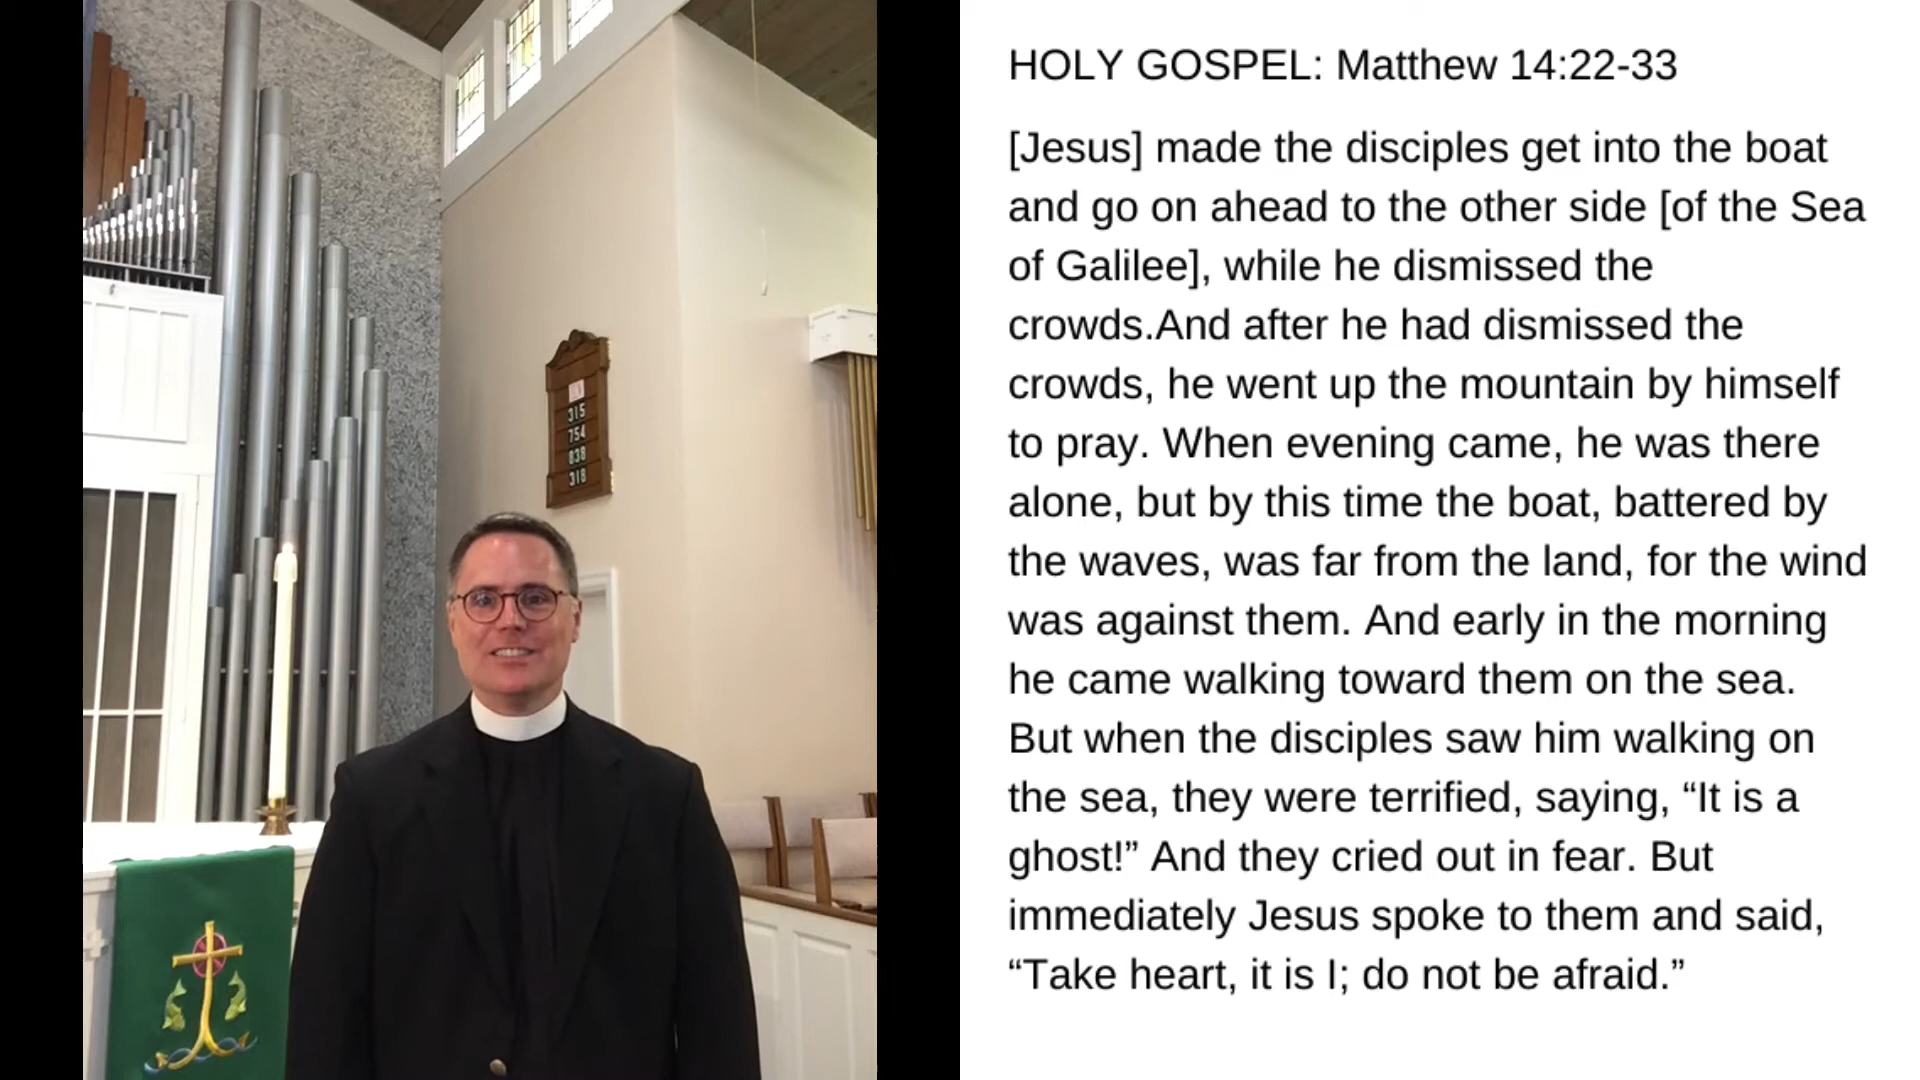 315
754
838
318
HOLY GOSPEL: Matthew 14:22-33
[Jesus] made the disciples get into the boat
and go on ahead to the other side [of the Sea
of Galilee], while he dismissed the
crowds.And after he had dismissed the
crowds, he went up the mountain by himself
to pray. When evening came, he was there
alone, but by this time the boat, battered by
the waves, was far from the land, for the wind
was against them. And early in the morning
he came walking toward them on the sea.
But when the disciples saw him walking on
the sea, they were terrified, saying, “It is a
ghost!” And they cried out in fear. But
immediately Jesus spoke to them and said,
“Take heart, it is I; do not be afraid.”